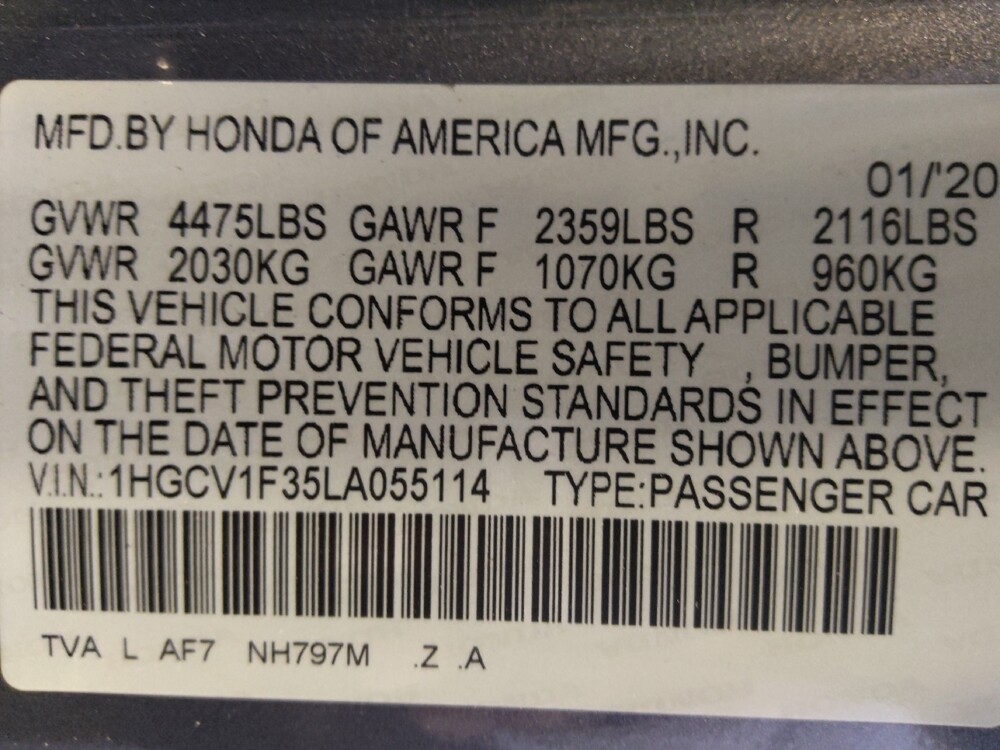 MFD.BY HONDA OF AMERICA MFG.,INC.
01/'20
GVWR 4475LBS GAWR F 2359LBS R 2116LBS
GVWR 2030KG GAWR F 1070KG R 960KG
THIS VEHICLE CONFORMS TO ALL APPLICABLE
FEDERAL MOTOR VEHICLE SAFETY , BUMPER,
AND THEFT PREVENTION STANDARDS IN EFFECT
ON THE DATE OF MANUFACTURE SHOWN ABOVE.
V.I.N.:1HGCV1F35LA055114 TYPE:PASSENGER CAR
TVA L AF7 NH797M .Z .A